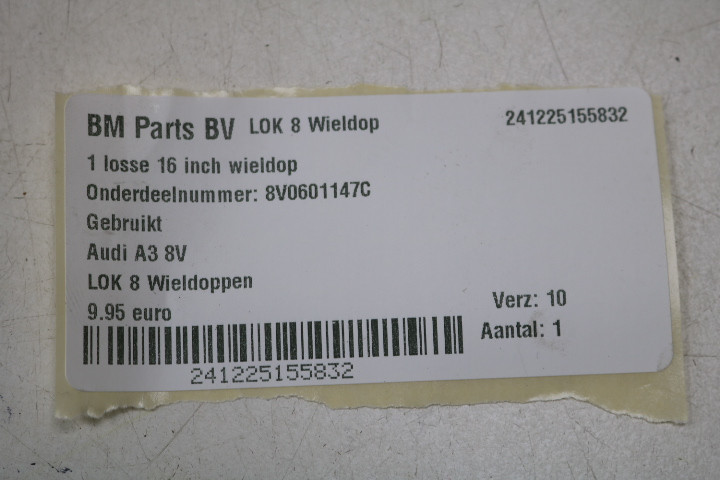 BM Parts BV LOK 8 Wieldop 241225155832
1 losse 16 inch wieldop
Onderdeelnummer: 8V0601147C
Gebruikt
Audi A3 8V
LOK 8 Wieldoppen
9.95 euro
Verz: 10
Aantal: 1
241225155832